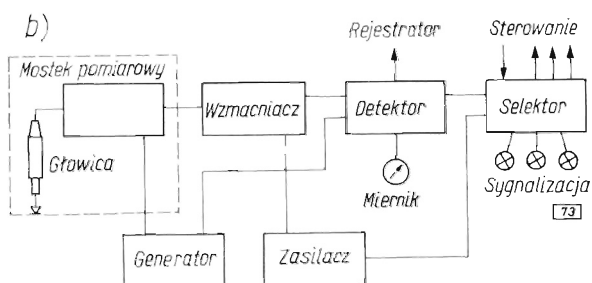 b)
Rejestrator
Sterowanie
Mostek pomiarowy
Wzmacniacz
Detektor
Selektor
Głowica
Miernik
Sygnalizacja
73
Generator
Zasilacz